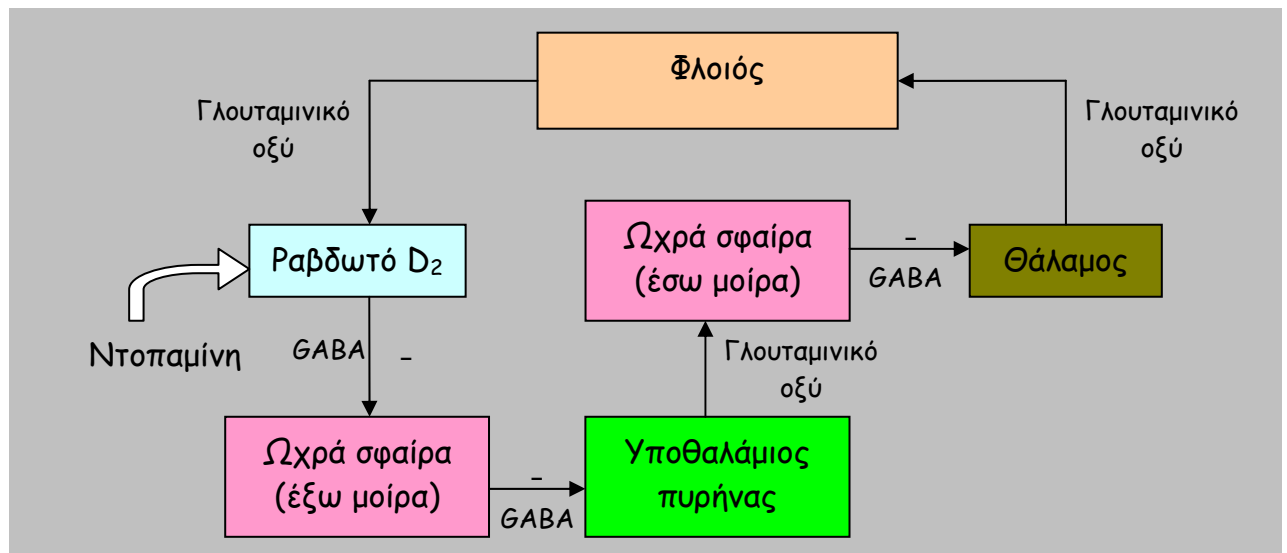 Φλοιός
Γλουταμινικό
οξύ
Γλουταμινικό
οξύ
Ραβδωτό D₂
Ωχρά σφαίρα
(έσω μοίρα)
–
GABA
Θάλαμος
Ντοπαμίνη
GABA –
Γλουταμινικό
οξύ
Ωχρά σφαίρα
(έξω μοίρα)
–
GABA
Υποθαλάμιος
πυρήνας